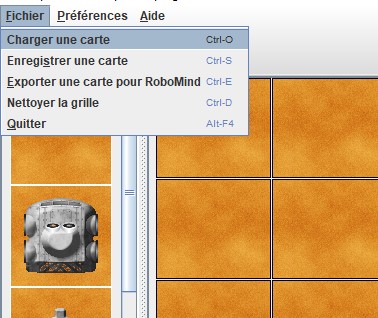 Fichier Préférences Aide
Charger une carte Ctrl-O
Enregistrer une carte Ctrl-S
Exporter une carte pour RoboMind Ctrl-E
Nettoyer la grille Ctrl-D
Quitter Alt-F4